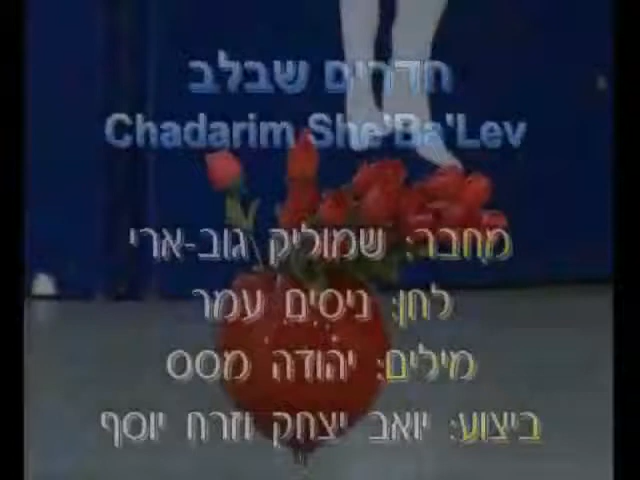 חדרים שבלב
Chadarim She'Ba'Lev
מחבר: שמוליק גוב-ארי
לחן: ניסים עמר
מילים: יהודה מסס
ביצוע: יואב יצחק וזרח יוסף